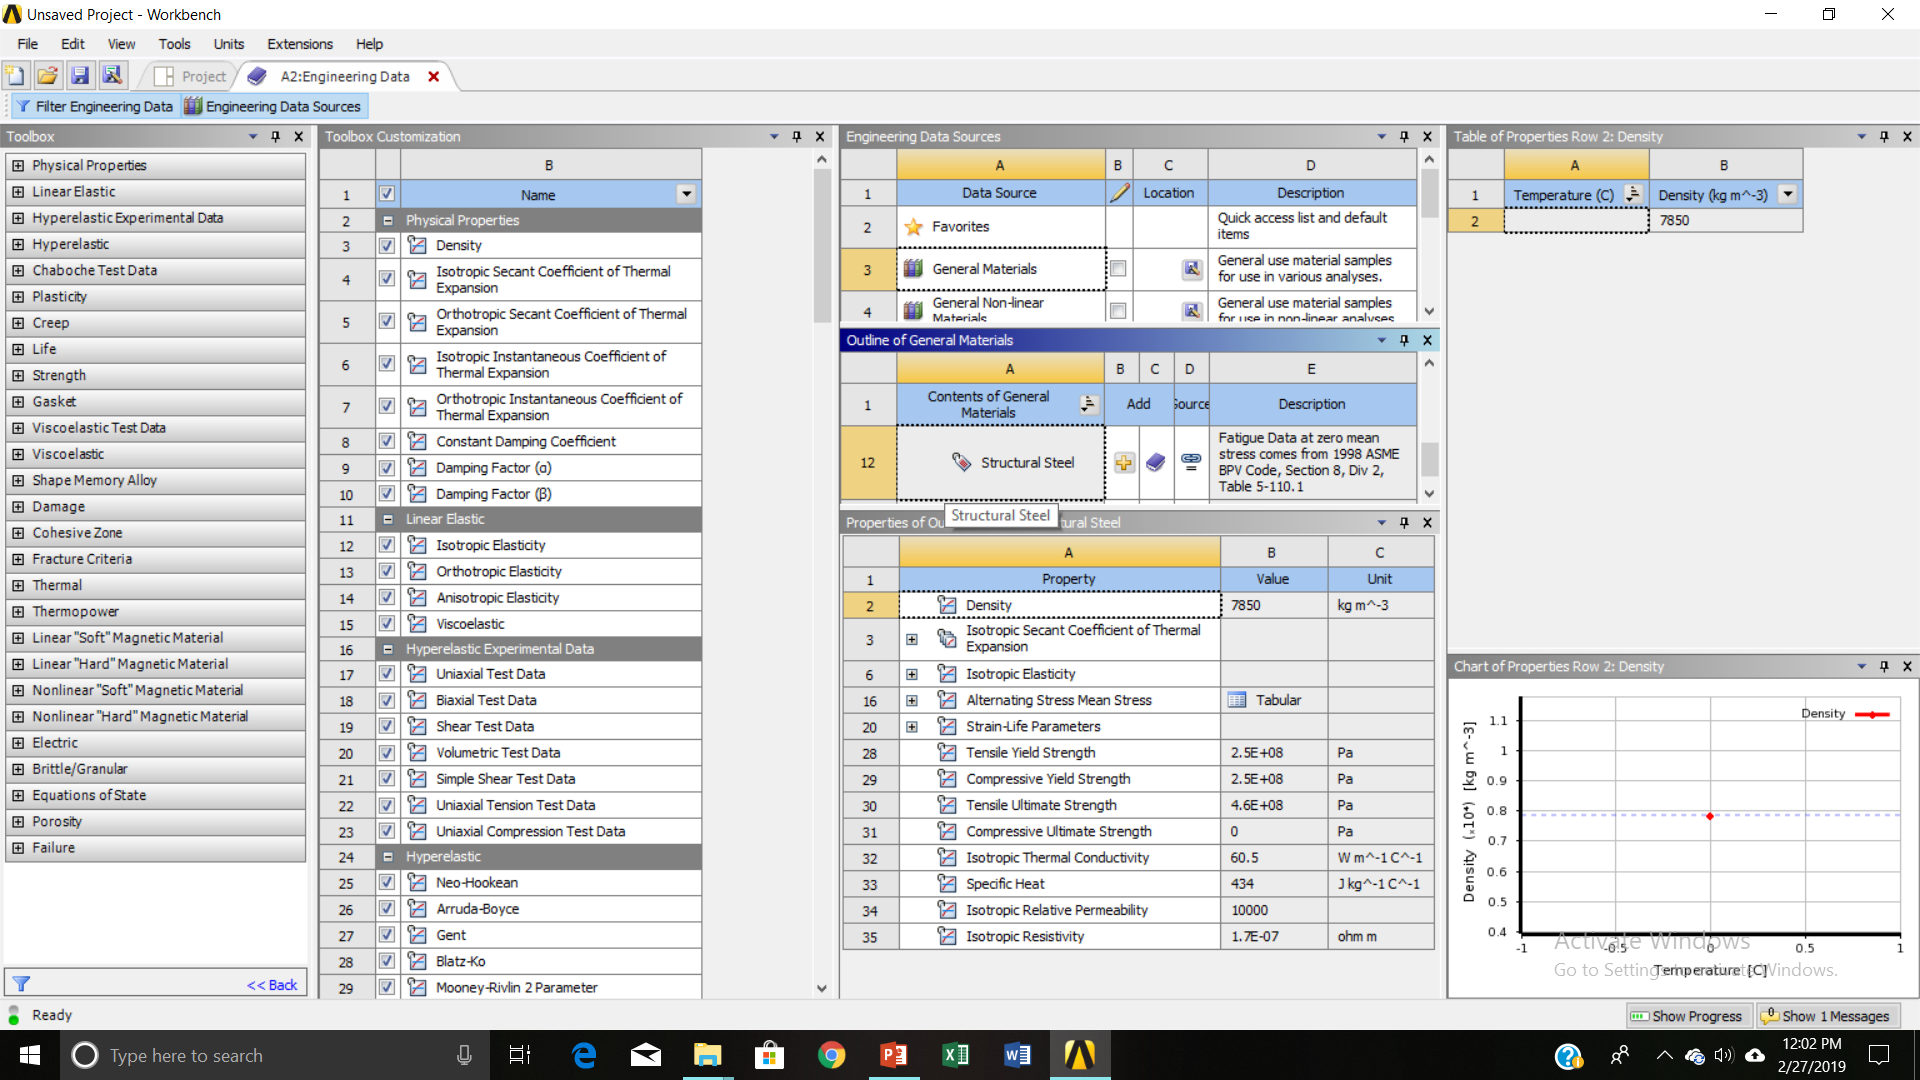 Unsaved Project - Workbench
File Edit View Tools Units Extensions Help
Project A2:Engineering Data
Filter Engineering Data Engineering Data Sources
Toolbox
Physical Properties
Linear Elastic
Hyperelastic Experimental Data
Hyperelastic
Chaboche Test Data
Plasticity
Creep
Life
Strength
Gasket
Viscoelastic Test Data
Viscoelastic
Shape Memory Alloy
Damage
Cohesive Zone
Fracture Criteria
Thermal
Thermopower
Linear "Soft" Magnetic Material
Linear "Hard" Magnetic Material
Nonlinear "Soft" Magnetic Material
Nonlinear "Hard" Magnetic Material
Electric
Brittle/Granular
Equations of State
Porosity
Failure
<< Back
Toolbox Customization
B
1 Name
2 Physical Properties
3 Density
4 Isotropic Secant Coefficient of Thermal
Expansion
5 Orthotropic Secant Coefficient of Thermal
Expansion
6 Isotropic Instantaneous Coefficient of
Thermal Expansion
7 Orthotropic Instantaneous Coefficient of
Thermal Expansion
8 Constant Damping Coefficient
9 Damping Factor (α)
10 Damping Factor (β)
11 Linear Elastic
12 Isotropic Elasticity
13 Orthotropic Elasticity
14 Anisotropic Elasticity
15 Viscoelastic
16 Hyperelastic Experimental Data
17 Uniaxial Test Data
18 Biaxial Test Data
19 Shear Test Data
20 Volumetric Test Data
21 Simple Shear Test Data
22 Uniaxial Tension Test Data
23 Uniaxial Compression Test Data
24 Hyperelastic
25 Neo-Hookean
26 Arruda-Boyce
27 Gent
28 Blatz-Ko
29 Mooney-Rivlin 2 Parameter
Engineering Data Sources
A B C D
1 Data Source Location Description
2 Favorites Quick access list and default
items
3 General Materials General use material samples
for use in various analyses.
4 General Non-linear General use material samples
Materials for use in non-linear analyses
Outline of General Materials
A B C D E
1 Contents of General Add Source Description
Materials
12 Structural Steel Fatigue Data at zero mean
stress comes from 1998 ASME
BPV Code, Section 8, Div 2,
Table 5-110.1
Structural Steel
Properties of Ou tural Steel
A B C
1 Property Value Unit
2 Density 7850 kg m^-3
3 Isotropic Secant Coefficient of Thermal
Expansion
6 Isotropic Elasticity
16 Alternating Stress Mean Stress Tabular
20 Strain-Life Parameters
28 Tensile Yield Strength 2.5E+08 Pa
29 Compressive Yield Strength 2.5E+08 Pa
30 Tensile Ultimate Strength 4.6E+08 Pa
31 Compressive Ultimate Strength 0 Pa
32 Isotropic Thermal Conductivity 60.5 W m^-1 C^-1
33 Specific Heat 434 J kg^-1 C^-1
34 Isotropic Relative Permeability 10000
35 Isotropic Resistivity 1.7E-07 ohm m
Table of Properties Row 2: Density
A B
1 Temperature (C) Density (kg m^-3)
2 7850
Chart of Properties Row 2: Density
Density
1.1
1
0.9
0.8
0.7
0.6
0.5
0.4
Density (x10⁴) [kg m^-3]
-1 -0.5 0 0.5 1
Temperature [C]
Activate Windows
Go to Settings to activate Windows.
Ready
Show Progress Show 1 Messages
Type here to search
12:02 PM
2/27/2019